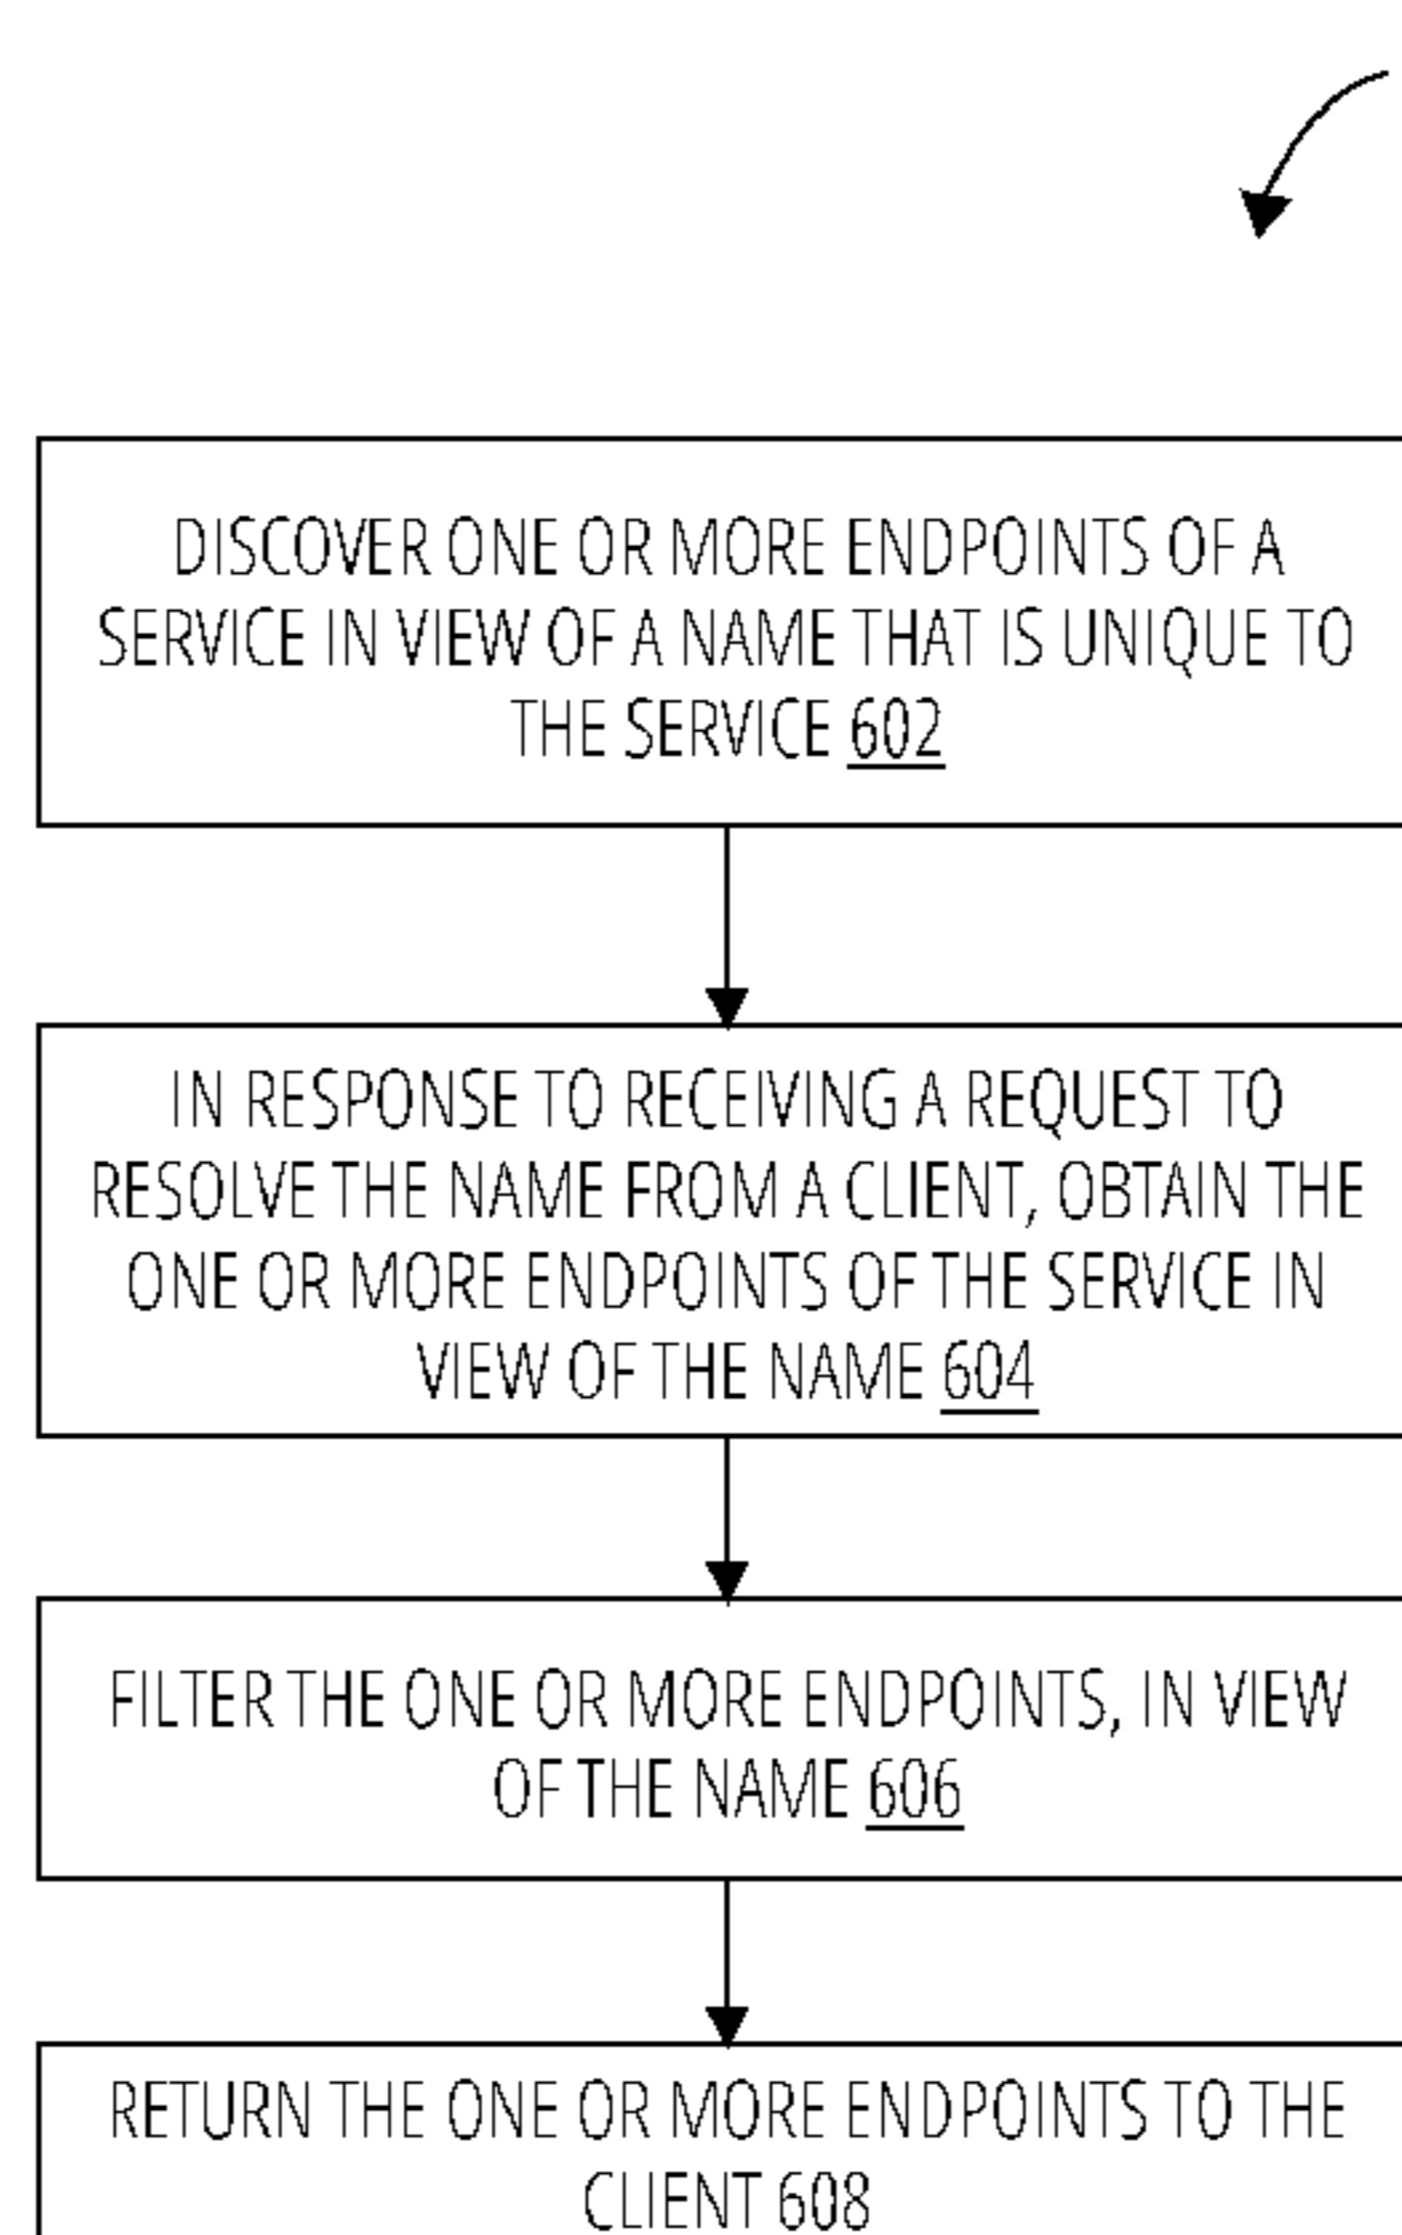 DISCOVER ONE OR MORE ENDPOINTS OF A
SERVICE IN VIEW OF A NAME THAT IS UNIQUE TO
THE SERVICE 602
IN RESPONSE TO RECEIVING A REQUEST TO
RESOLVE THE NAME FROM A CLIENT, OBTAIN THE
ONE OR MORE ENDPOINTS OF THE SERVICE IN
VIEW OF THE NAME 604
FILTER THE ONE OR MORE ENDPOINTS, IN VIEW
OF THE NAME 606
RETURN THE ONE OR MORE ENDPOINTS TO THE
CLIENT 608